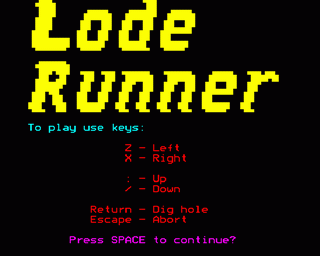 Lode
Runner
To play use keys:
Z - Left
X - Right
: - Up
/ - Down
Return - Dig hole
Escape - Abort
Press SPACE to continue?